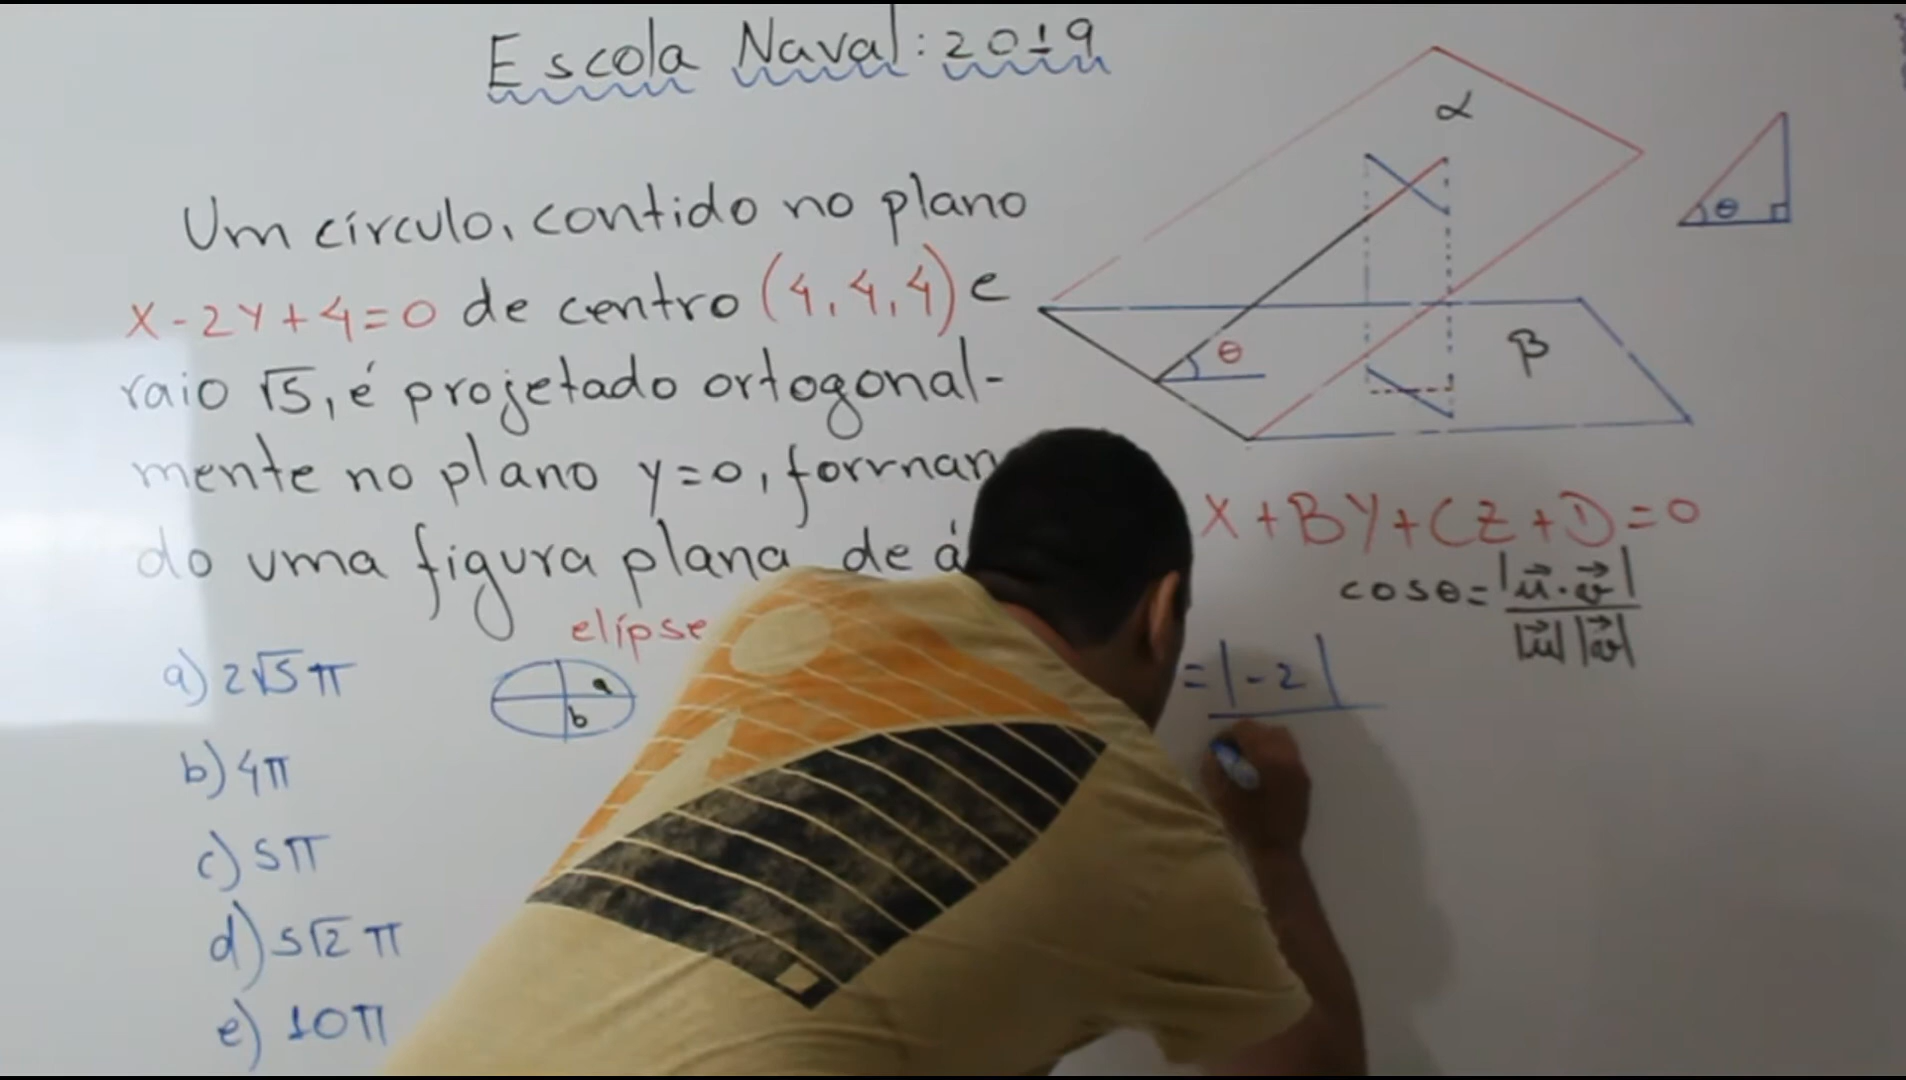 Escola Naval: 2019
Um círculo, contido no plano
x - 2y + 4 = 0 de centro (4, 4, 4) e
raio √5, é projetado ortogonal-
mente no plano y=0, forman
do uma figura plana de á
elípse
a) 2√5 π
b) 4π
c) 5π
d) 5√2 π
e) 10π
a
b
α
θ
β
θ
X + BY + CZ + D = 0
cosθ = |u⃗ · v⃗| / |u⃗| |v⃗|
= |-2|